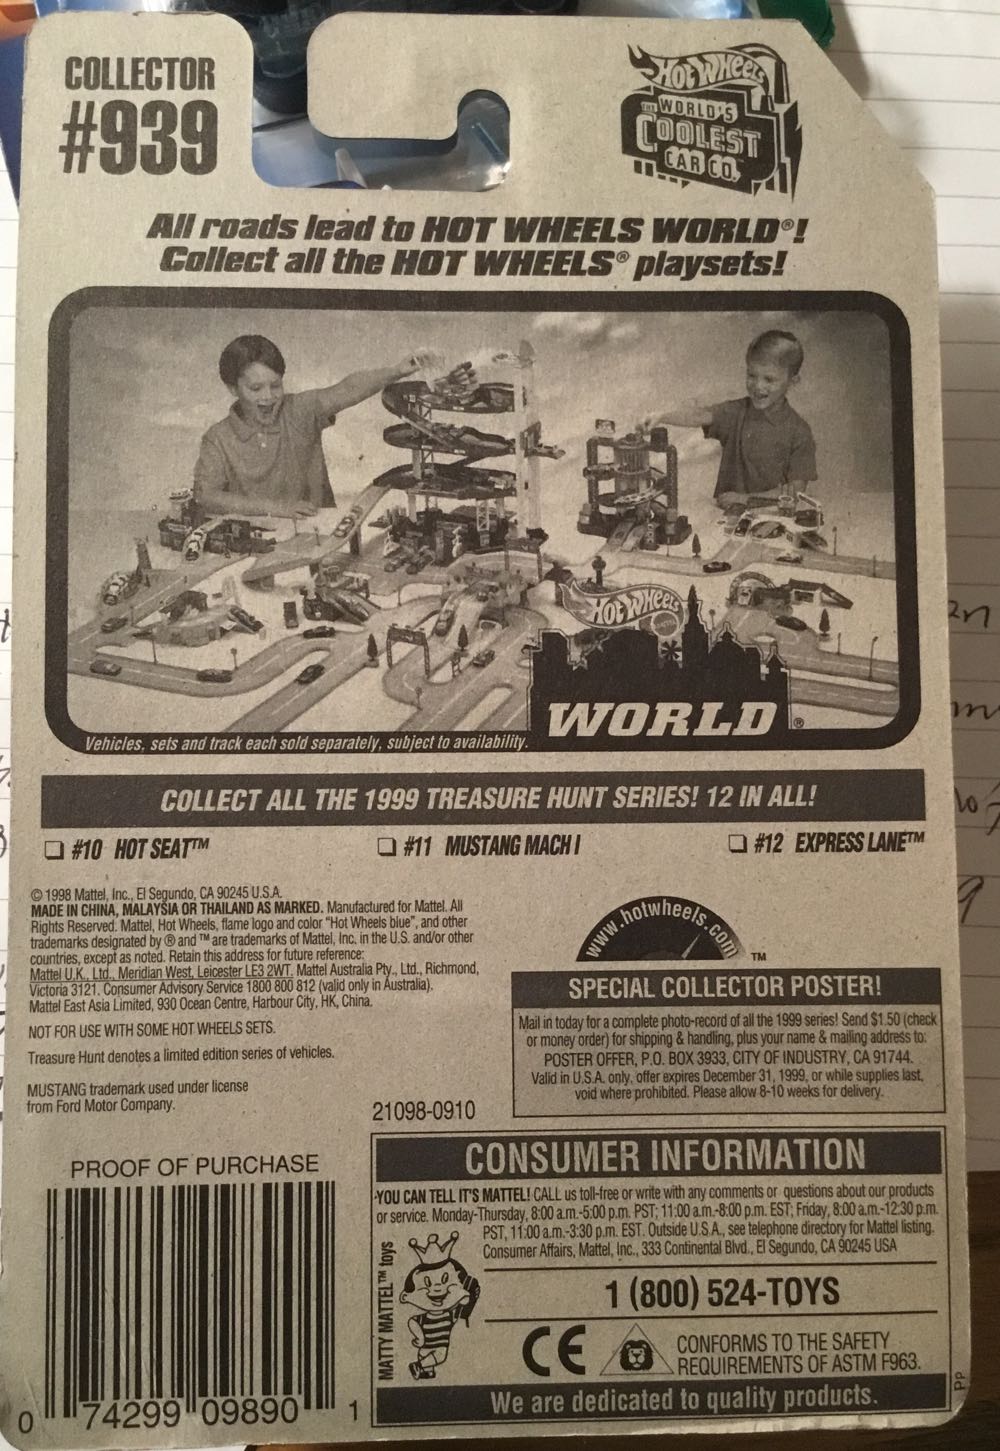 COLLECTOR
#939
HOT WHEELS
THE WORLD'S
COOLEST
CAR CO.™
All roads lead to HOT WHEELS WORLD®!
Collect all the HOT WHEELS® playsets!
HOT WHEELS
WORLD®
Vehicles, sets and track each sold separately, subject to availability.
COLLECT ALL THE 1999 TREASURE HUNT SERIES! 12 IN ALL!
❏ #10 HOT SEAT™ ❏ #11 MUSTANG MACH I ❏ #12 EXPRESS LANE™
© 1998 Mattel, Inc., El Segundo, CA 90245 U.S.A.
MADE IN CHINA, MALAYSIA OR THAILAND AS MARKED. Manufactured for Mattel. All
Rights Reserved. Mattel, Hot Wheels, flame logo and color "Hot Wheels blue", and other
trademarks designated by ® and ™ are trademarks of Mattel, Inc. in the U.S. and/or other
countries, except as noted. Retain this address for future reference:
Mattel U.K., Ltd., Meridian West, Leicester LE3 2WT. Mattel Australia Pty., Ltd., Richmond,
Victoria 3121. Consumer Advisory Service 1800 800 812 (valid only in Australia).
Mattel East Asia Limited, 930 Ocean Centre, Harbour City, HK, China.
NOT FOR USE WITH SOME HOT WHEELS SETS.
Treasure Hunt denotes a limited edition series of vehicles.
MUSTANG trademark used under license
from Ford Motor Company.
21098-0910
www.hotwheels.com™
SPECIAL COLLECTOR POSTER!
Mail in today for a complete photo-record of all the 1999 series! Send $1.50 (check
or money order) for shipping & handling, plus your name & mailing address to:
POSTER OFFER, P.O. BOX 3933, CITY OF INDUSTRY, CA 91744.
Valid in U.S.A. only, offer expires December 31, 1999, or while supplies last,
void where prohibited. Please allow 8-10 weeks for delivery.
PROOF OF PURCHASE
0 74299 09890 1
CONSUMER INFORMATION
YOU CAN TELL IT'S MATTEL! CALL us toll-free or write with any comments or questions about our products
or service. Monday-Thursday, 8:00 a.m.-5:00 p.m. PST; 11:00 a.m.-8:00 p.m. EST; Friday, 8:00 a.m.-12:30 p.m.
PST, 11:00 a.m.-3:30 p.m. EST. Outside U.S.A., see telephone directory for Mattel listing.
Consumer Affairs, Mattel, Inc., 333 Continental Blvd., El Segundo, CA 90245 USA
MATTY MATTEL™ toys
1 (800) 524-TOYS
CE
CONFORMS TO THE SAFETY
REQUIREMENTS OF ASTM F963.
We are dedicated to quality products.
PP